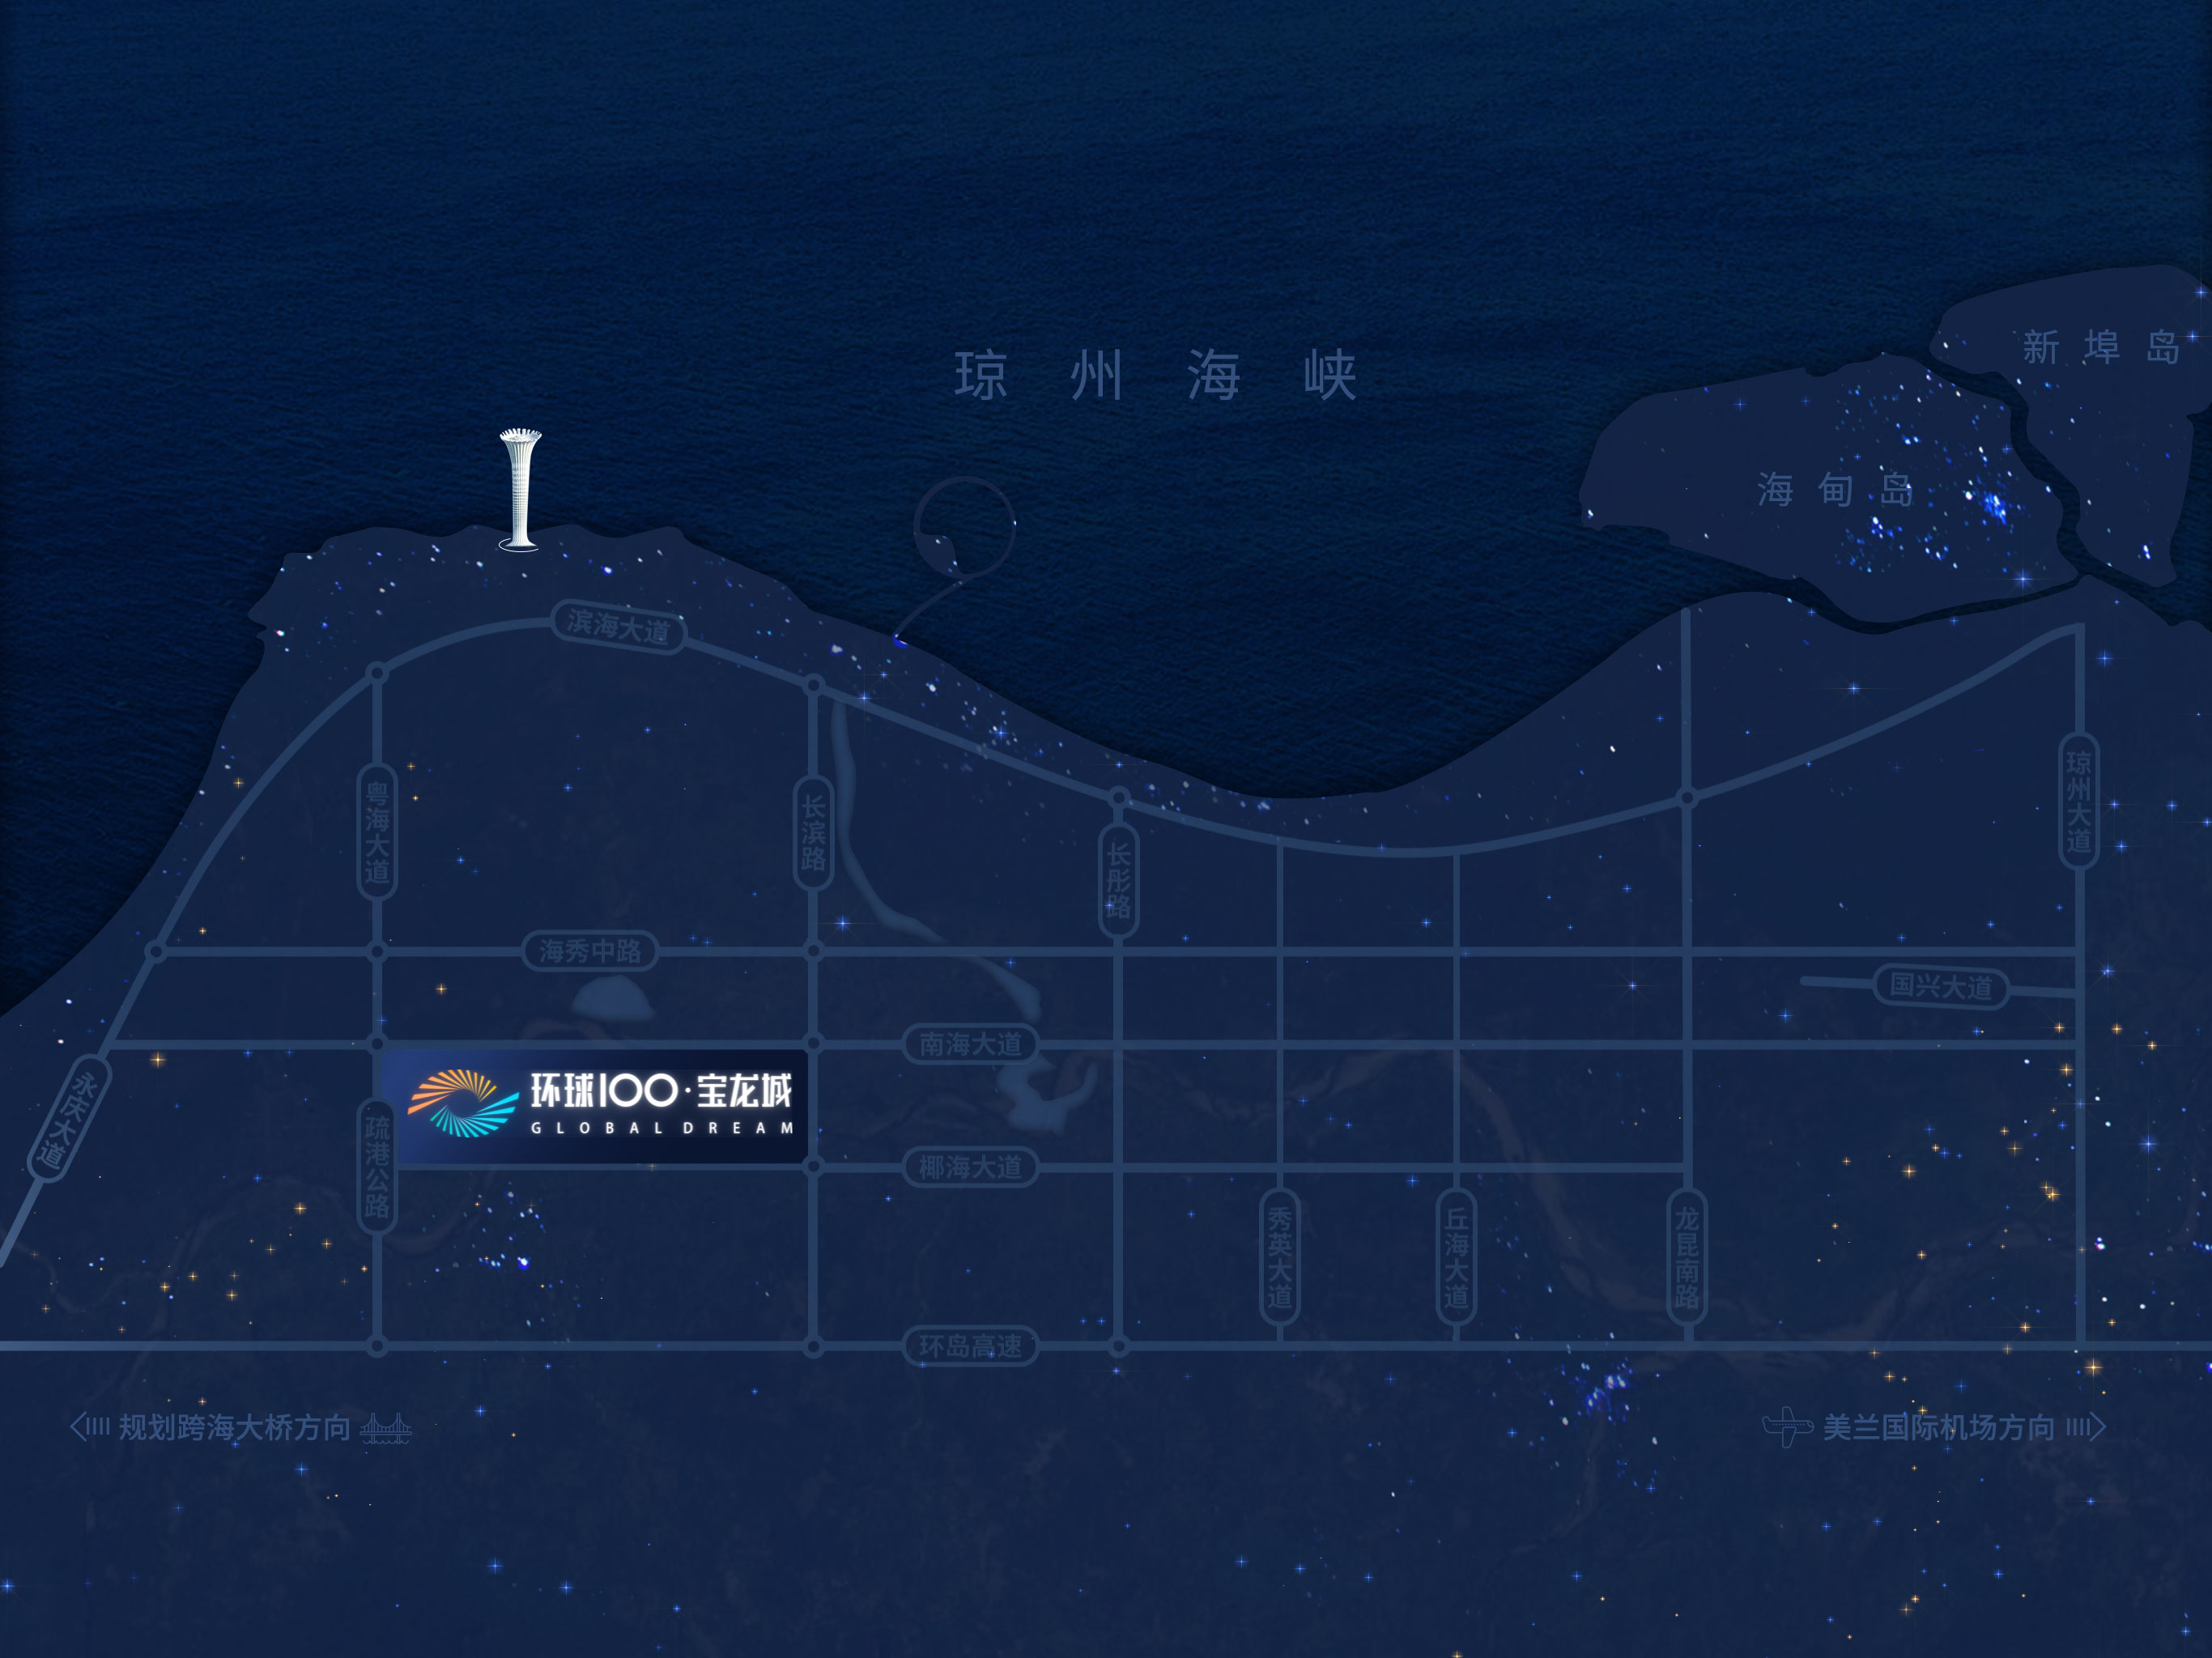 琼州海峡
新埠岛
海甸岛
滨海大道
粤海大道
长滨路
长彤路
琼州大道
海秀中路
国兴大道
南海大道
永庆大道
环球100·宝龙城
GLOBAL DREAM
疏港公路
椰海大道
秀英大道
丘海大道
龙昆南路
环岛高速
规划跨海大桥方向
美兰国际机场方向